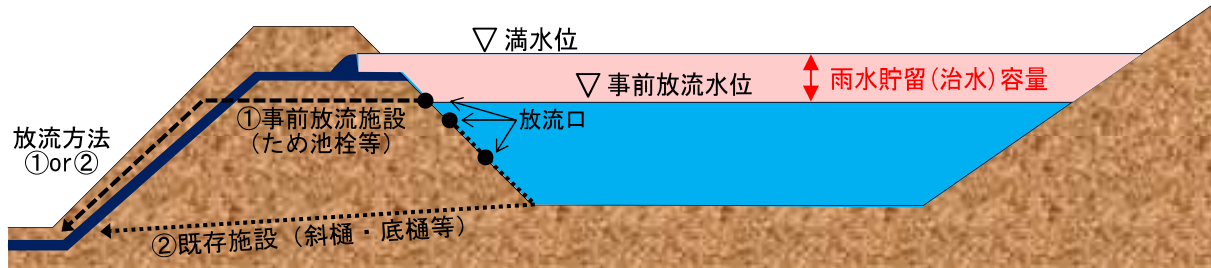 ▽ 満水位
▽ 事前放流水位
雨水貯留(治水)容量
①事前放流施設
(ため池栓等)
放流口
放流方法
①or②
②既存施設（斜樋・底樋等）